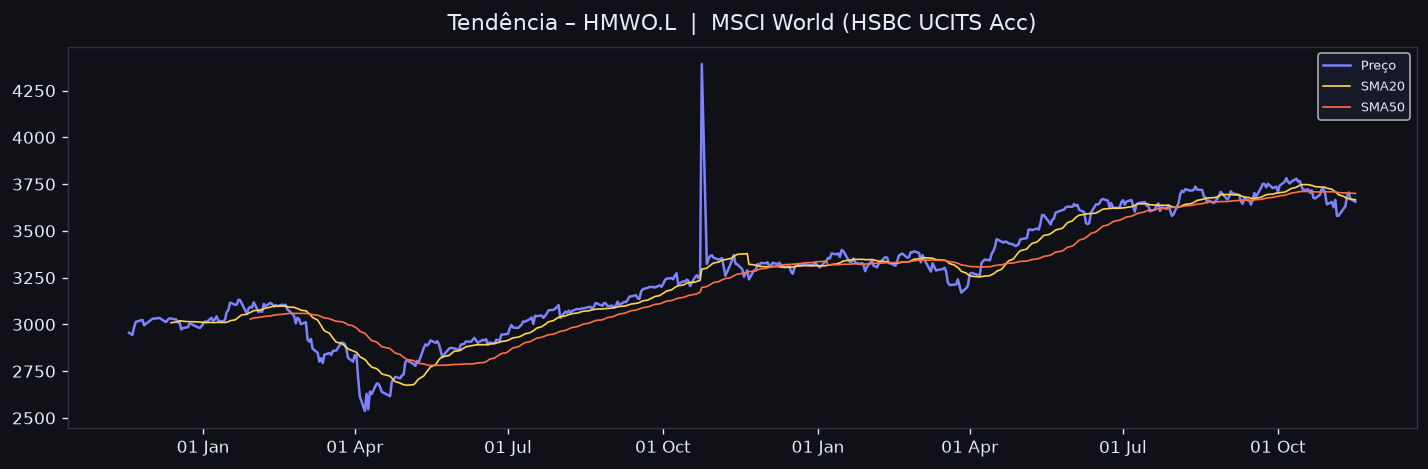 Tendência – HMWO.L | MSCI World (HSBC UCITS Acc)
Preço
SMA20
SMA50
4250
4000
3750
3500
3250
3000
2750
2500
01 Jan
01 Apr
01 Jul
01 Oct
01 Jan
01 Apr
01 Jul
01 Oct